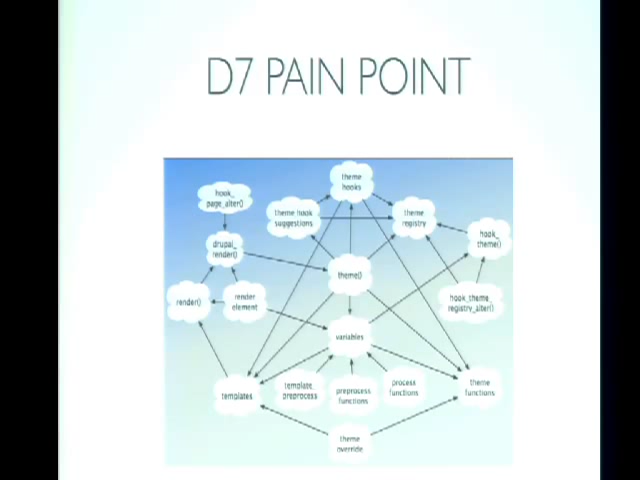 D7 PAIN POINT
theme
hooks
hook_
page_alter()
theme hook
suggestions
theme
registry
hook_
theme()
drupal_
render()
theme()
render()
render
element
hook_theme_
registry_alter()
variables
templates
template_
preprocess
preprocess
functions
process
functions
theme
functions
theme
override